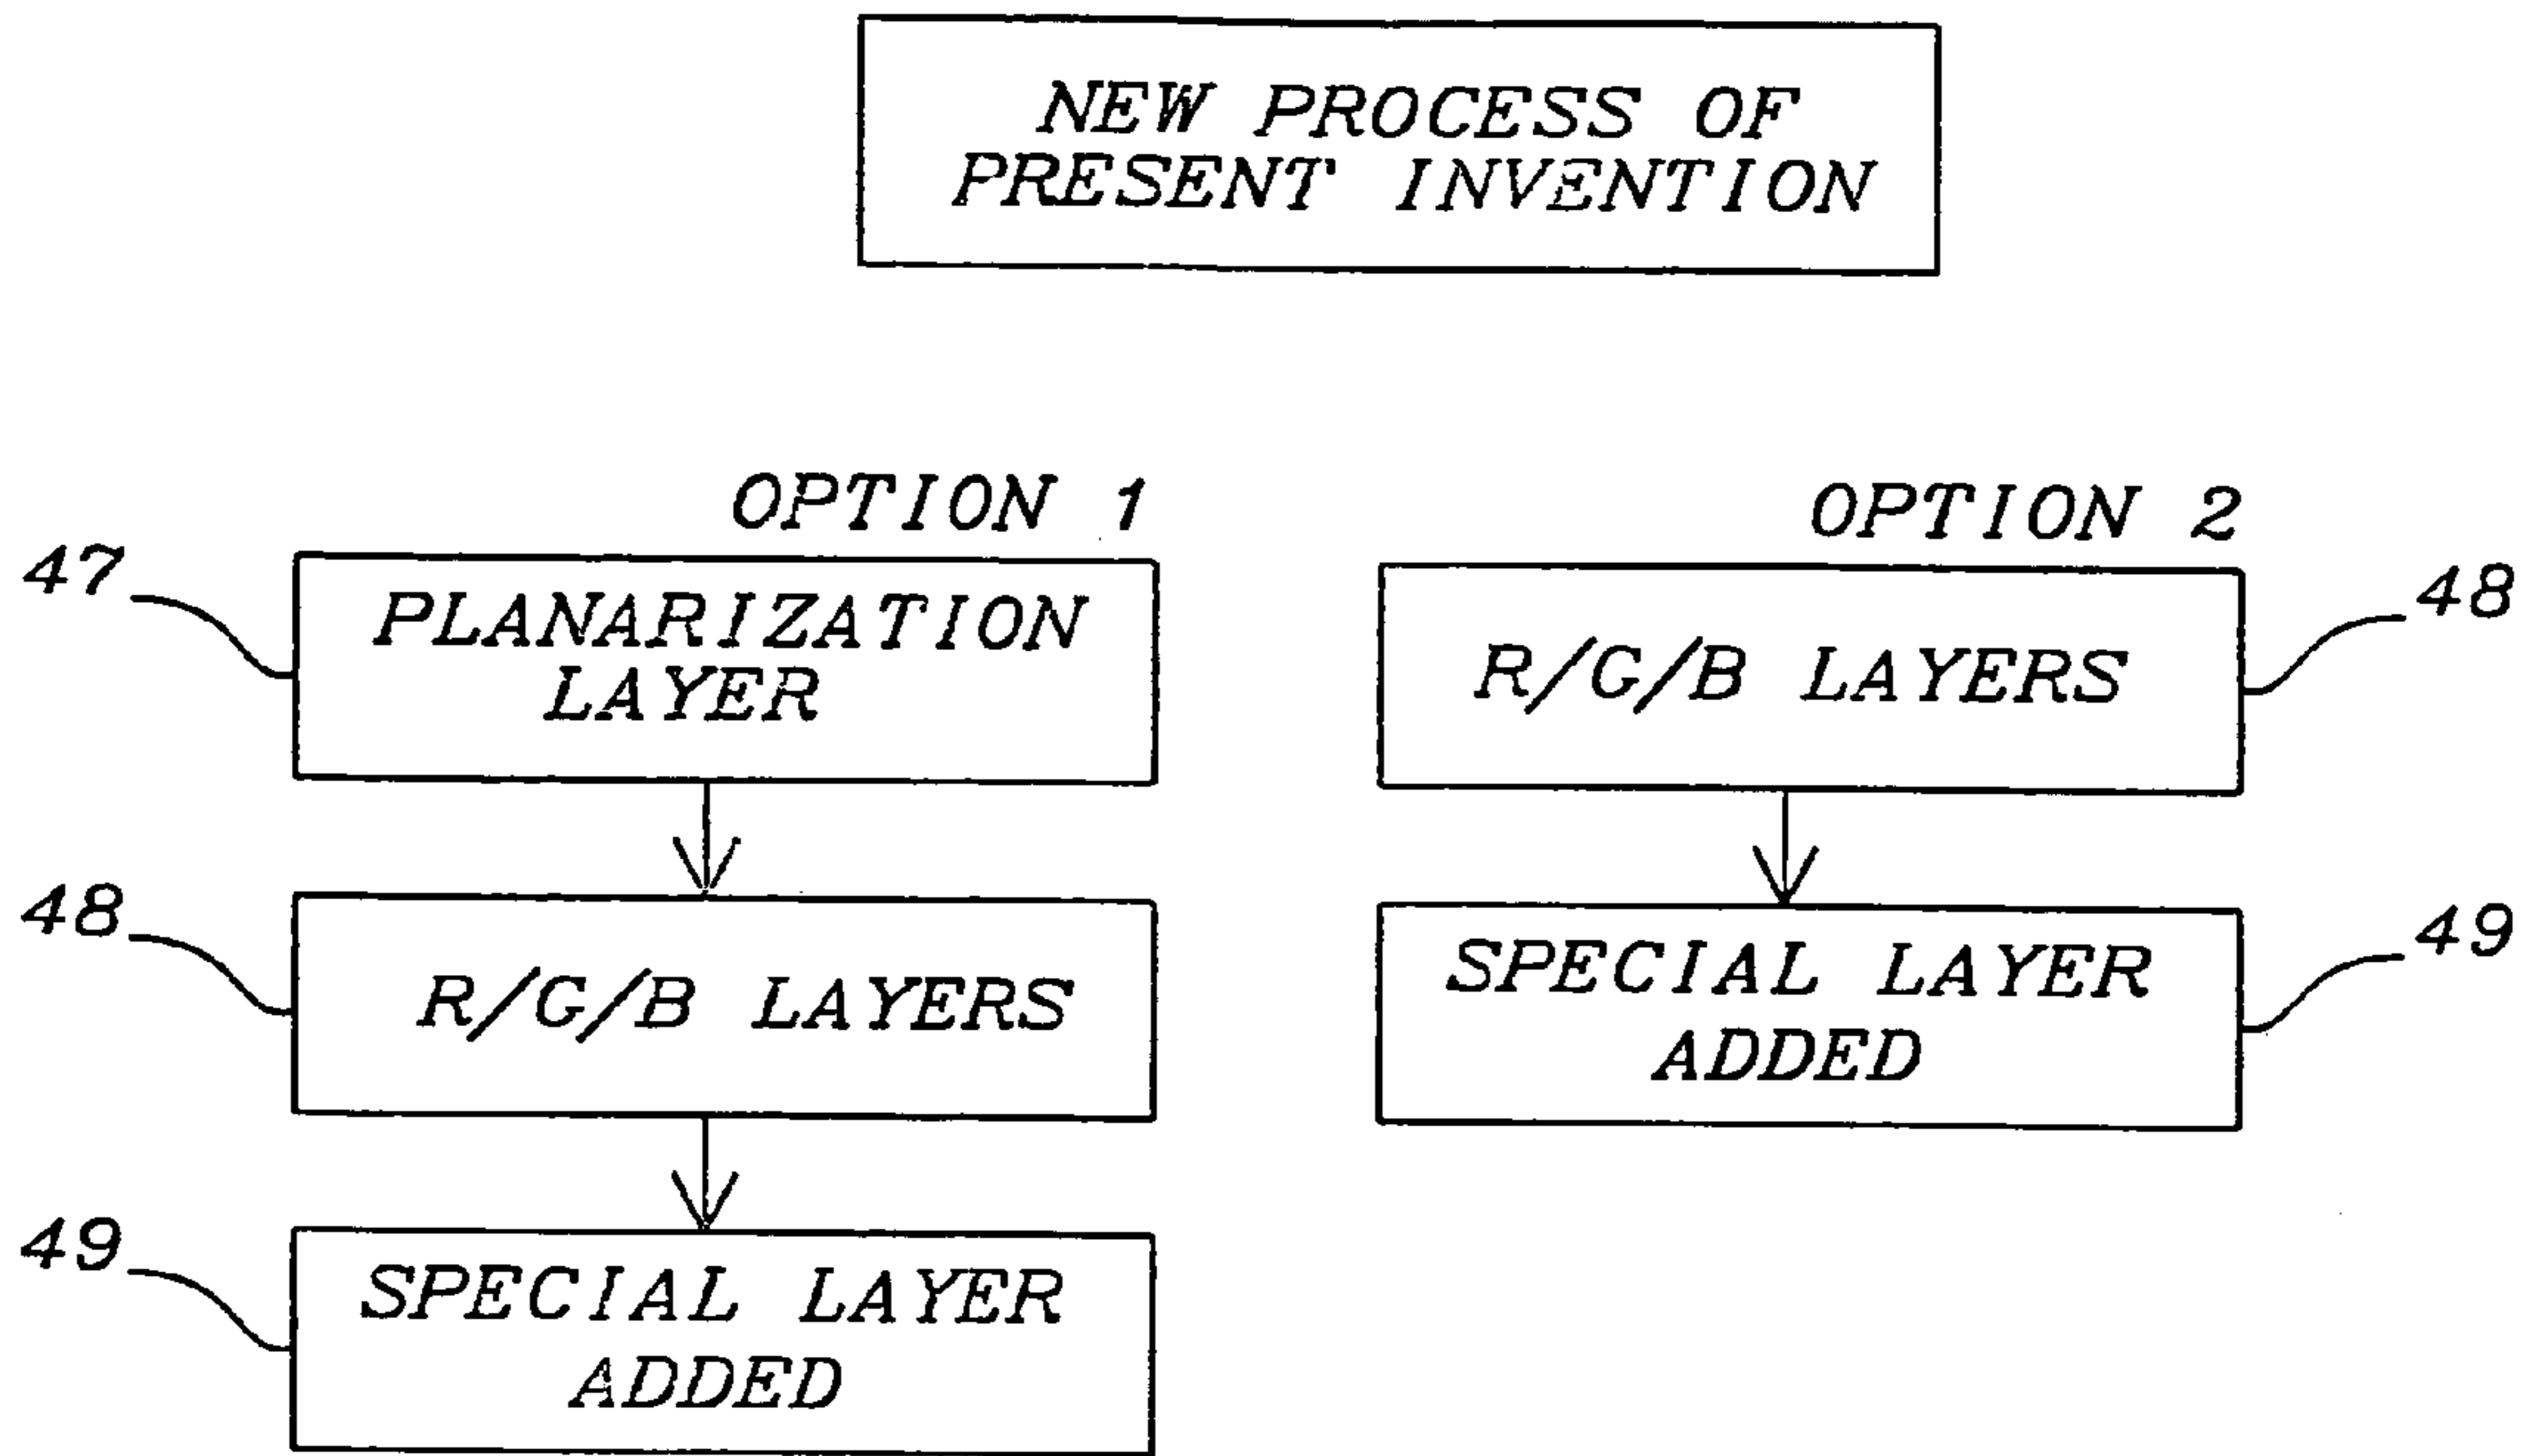 NEW PROCESS OF
PRESENT INVENTION
OPTION 1
47
PLANARIZATION
LAYER
48
R/G/B LAYERS
49
SPECIAL LAYER
ADDED
OPTION 2
48
R/G/B LAYERS
49
SPECIAL LAYER
ADDED